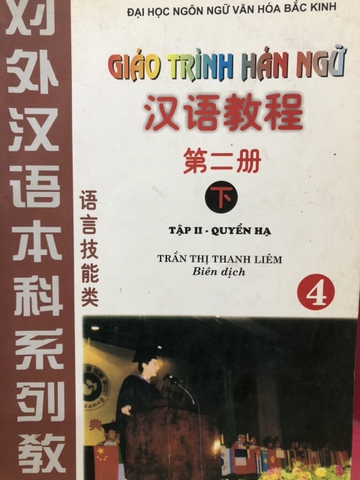 ĐẠI HỌC NGÔN NGỮ VĂN HÓA BẮC KINH
GIÁO TRÌNH HÁN NGỮ
汉语教程
第二册
下
TẬP II - QUYỂN HẠ
TRẦN THỊ THANH LIÊM
Biên dịch
4
对外汉语本科系列教
语言技能类
典